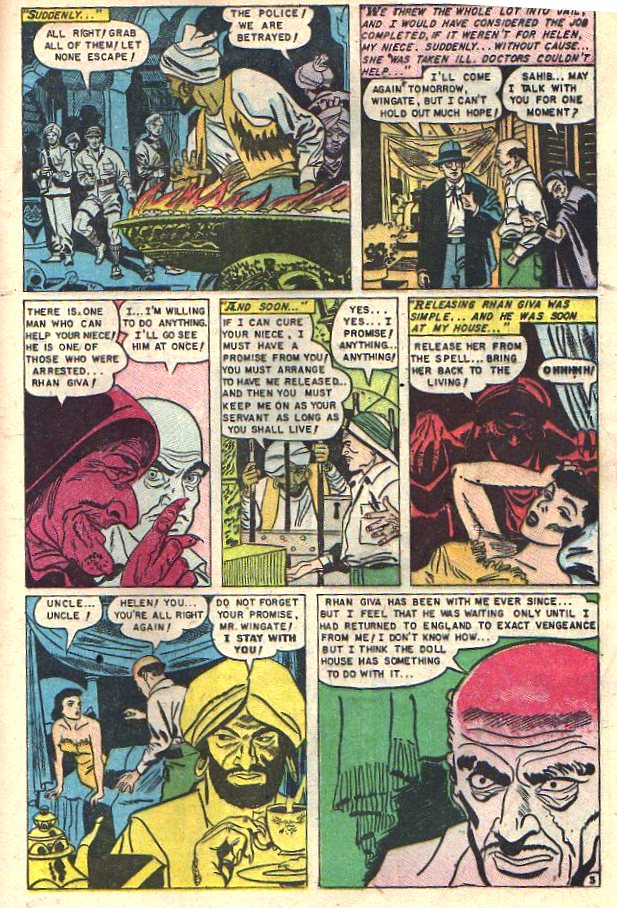 "SUDDENLY..."
ALL RIGHT! GRAB
ALL OF THEM! LET
NONE ESCAPE!
THE POLICE!
WE ARE
BETRAYED!
"WE THREW THE WHOLE LOT INTO JAIL,
AND I WOULD HAVE CONSIDERED THE JOB
COMPLETED, IF IT WEREN'T FOR HELEN,
MY NIECE. SUDDENLY... WITHOUT CAUSE...
SHE WAS TAKEN ILL. DOCTORS COULDN'T
HELP..."
I'LL COME
AGAIN TOMORROW,
WINGATE, BUT I CAN'T
HOLD OUT MUCH HOPE!
SAHIB... MAY
I TALK WITH
YOU FOR ONE
MOMENT?
THERE IS ONE
MAN WHO CAN
HELP YOUR NIECE!
HE IS ONE OF
THOSE WHO WERE
ARRESTED...
RHAN GIVA!
I...I'M WILLING
TO DO ANYTHING.
I'LL GO SEE
HIM AT ONCE!
"AND SOON..."
IF I CAN CURE
YOUR NIECE, I
MUST HAVE A
PROMISE FROM YOU!
YOU MUST ARRANGE
TO HAVE ME RELEASED...
AND THEN YOU MUST
KEEP ME ON AS YOUR
SERVANT AS LONG AS
YOU SHALL LIVE!
YES...
YES... I
PROMISE!
ANYTHING...
ANYTHING!
"RELEASING RHAN GIVA WAS
SIMPLE... AND HE WAS SOON
AT MY HOUSE..."
RELEASE HER FROM
THE SPELL... BRING
HER BACK TO THE
LIVING!
OHHHHH!
UNCLE...
UNCLE!
HELEN! YOU...
YOU'RE ALL RIGHT
AGAIN!
DO NOT FORGET
YOUR PROMISE,
MR. WINGATE!
I STAY WITH
YOU!
RHAN GIVA HAS BEEN WITH ME EVER SINCE...
BUT I FEEL THAT HE WAS WAITING ONLY UNTIL I
HAD RETURNED TO ENGLAND TO EXACT VENGEANCE
FROM ME! I DON'T KNOW HOW...
BUT I THINK THE DOLL
HOUSE HAS SOMETHING
TO DO WITH IT...
3